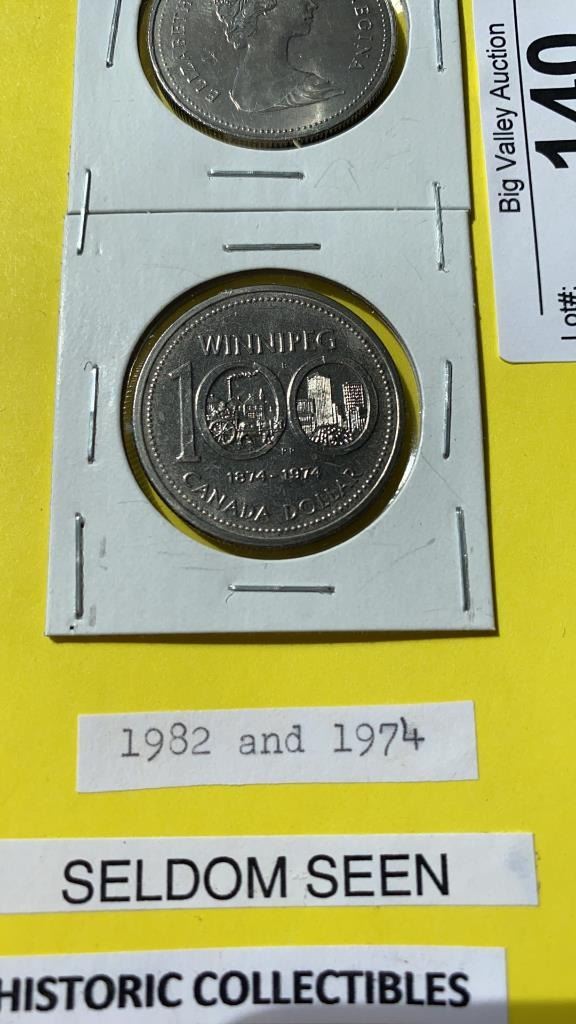 ELIZABETH
REGINA
Big Valley Auction
Lot#:
WINNIPEG
100
1874-1974
CANADA DOLLAR
1982 and 1974
SELDOM SEEN
HISTORIC COLLECTIBLES